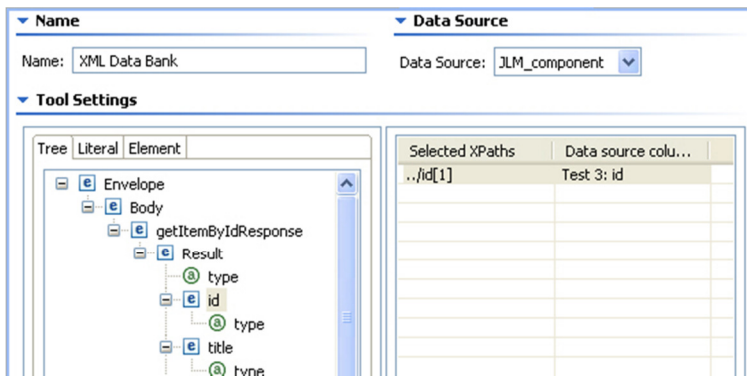 Name
Data Source
Name: XML Data Bank
Data Source: JLM_component
Tool Settings
Tree Literal Element
Selected XPaths Data source colu...
../id[1] Test 3: id
e Envelope
e Body
e getItemByIdResponse
e Result
a type
e id
a type
e title
a type